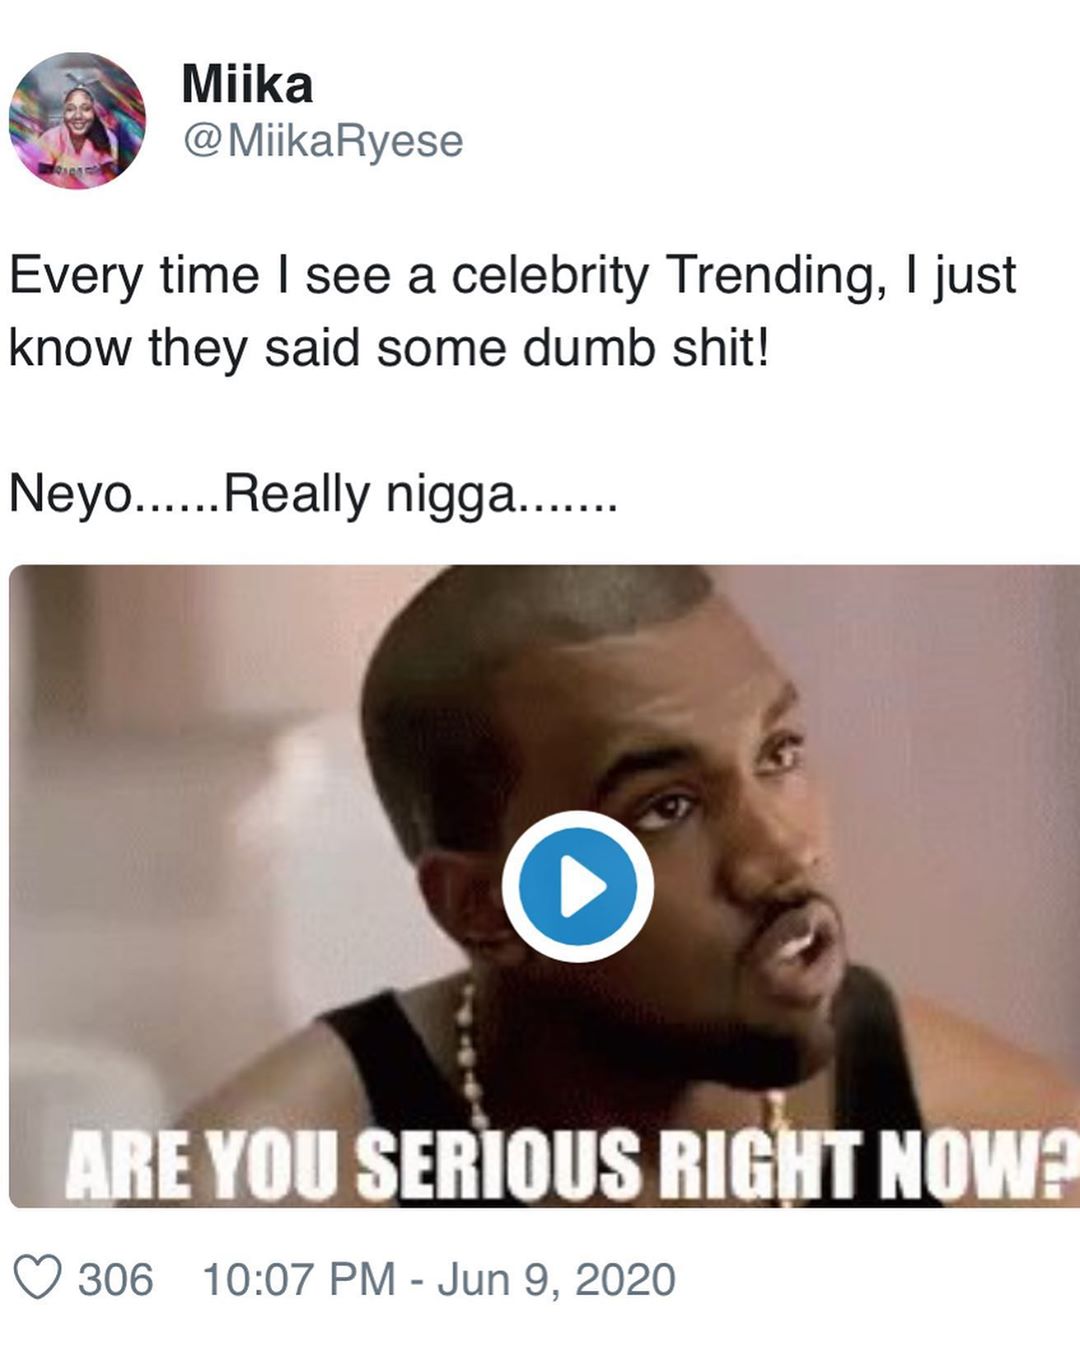 Miika
@MiikaRyese
Every time I see a celebrity Trending, I just
know they said some dumb shit!
Neyo......Really nigga.......
ARE YOU SERIOUS RIGHT NOW?
306 10:07 PM - Jun 9, 2020